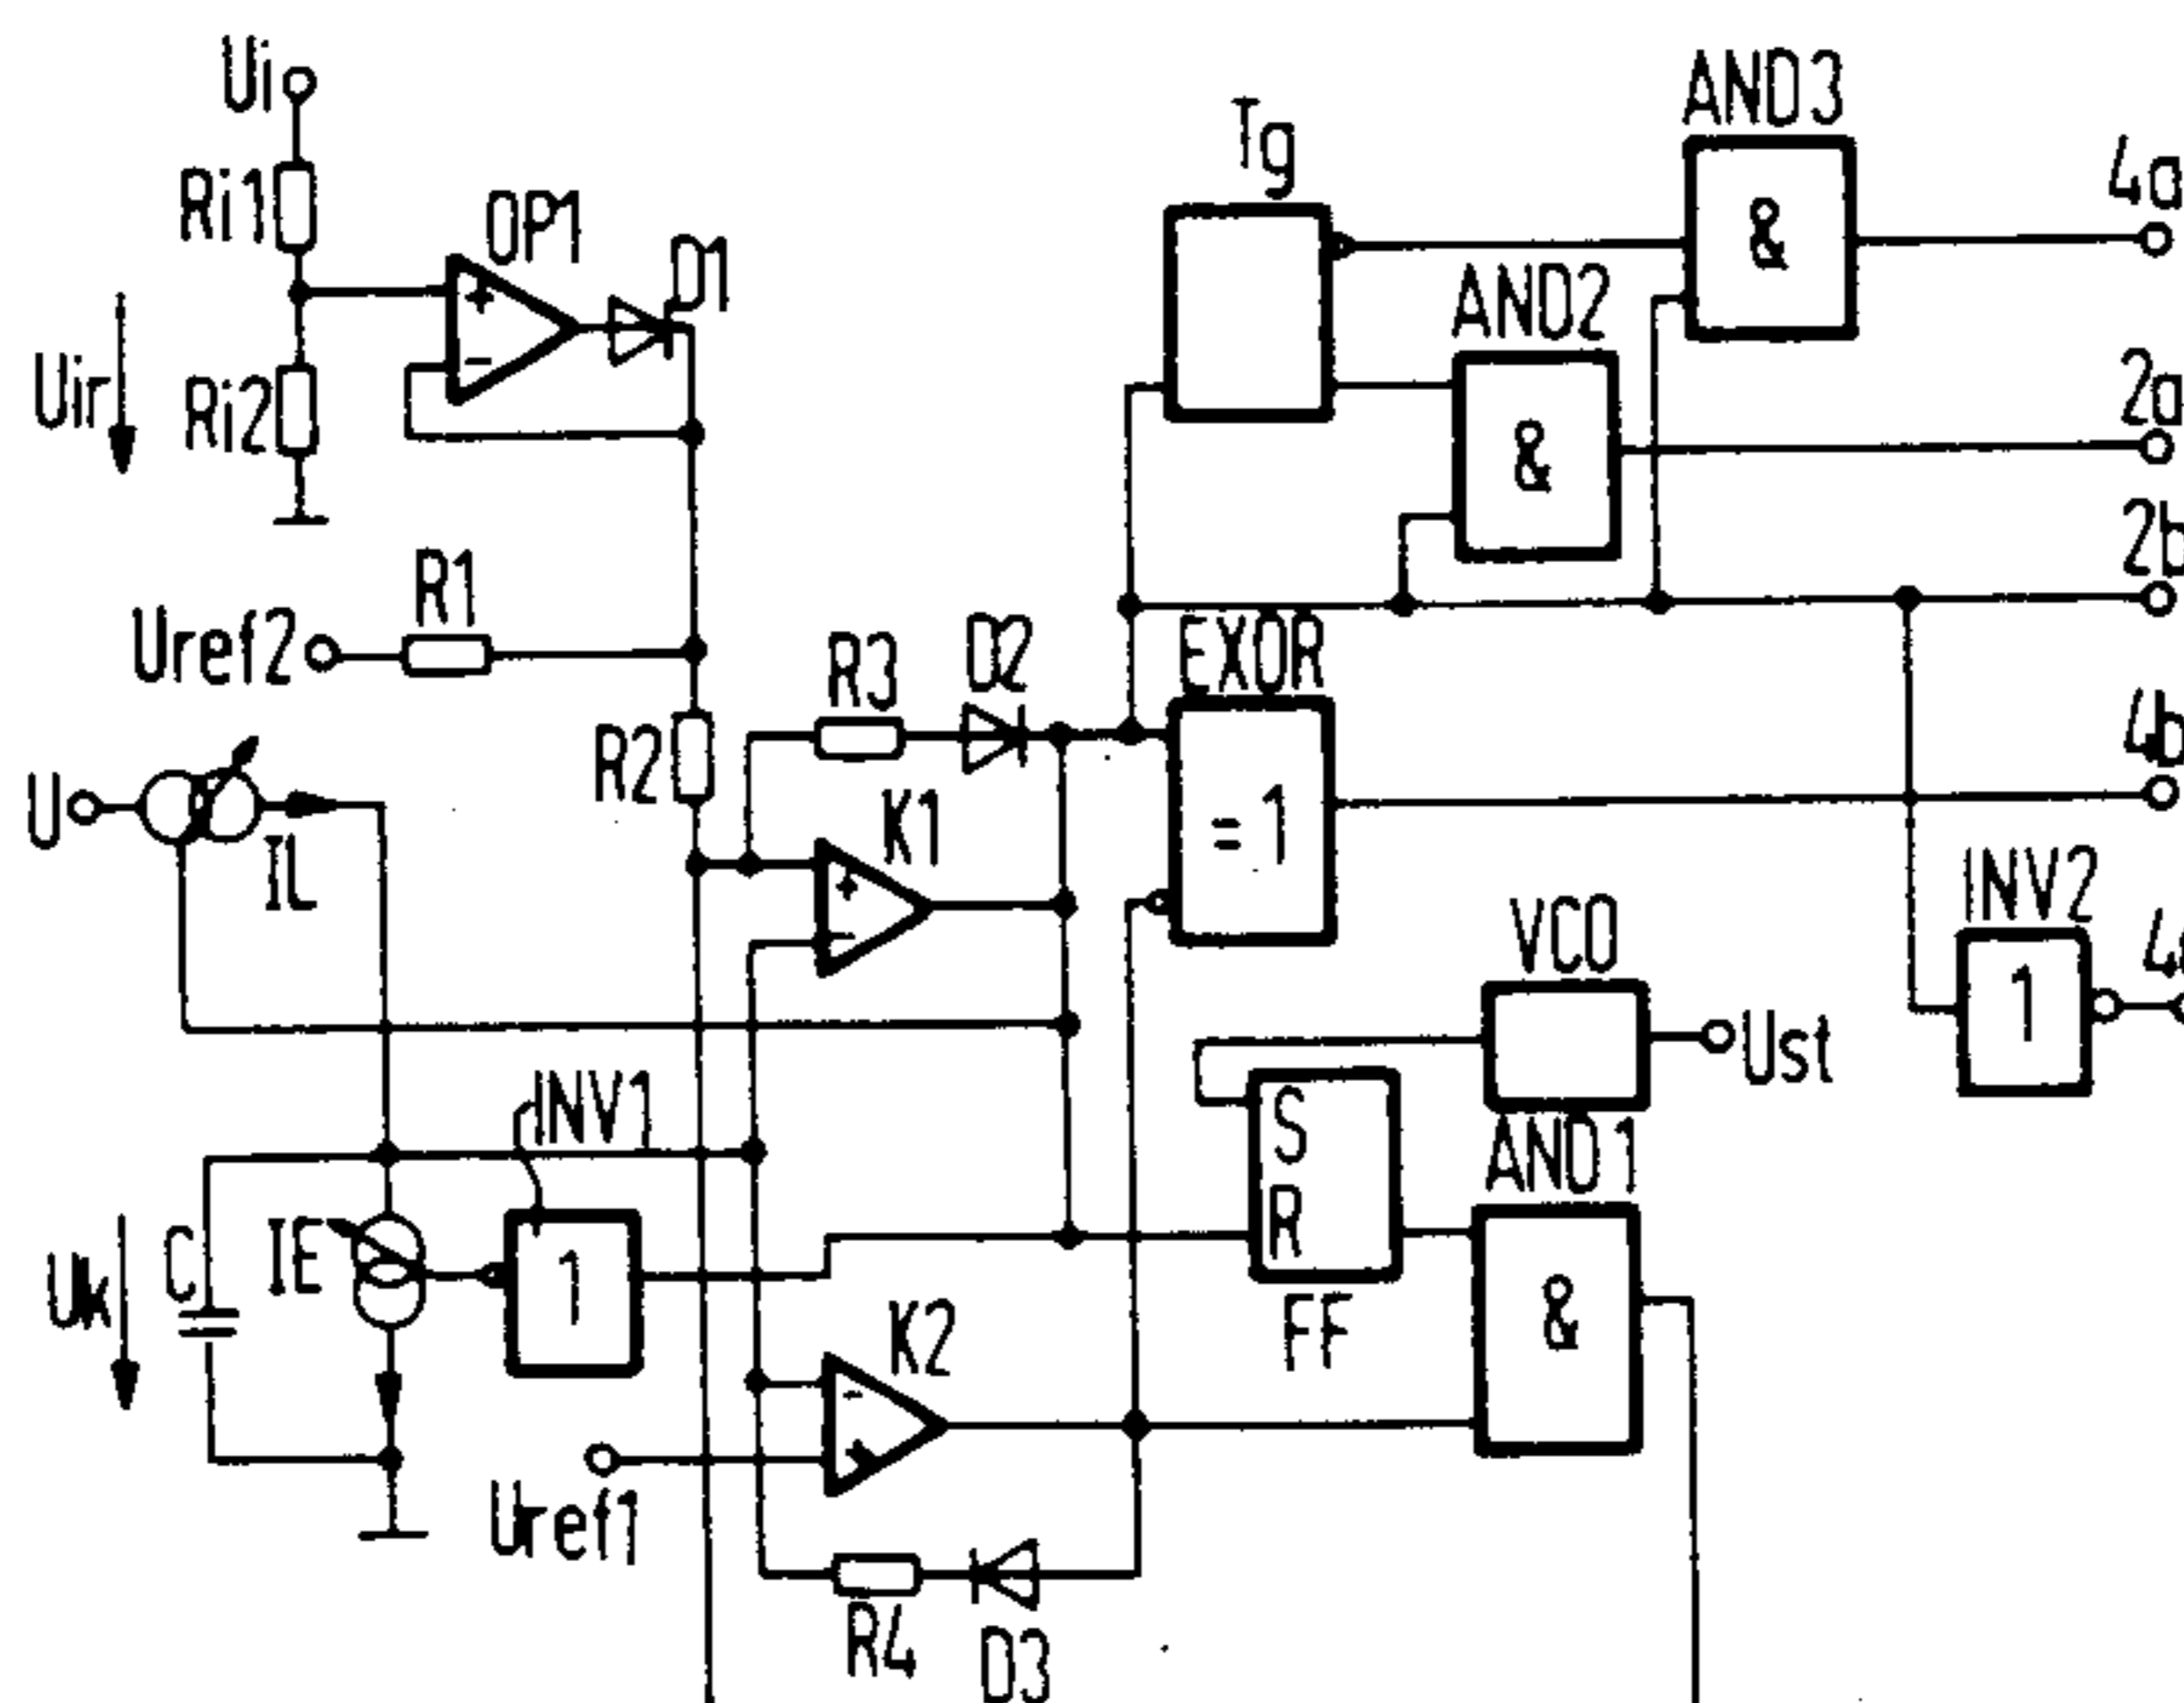 Ui
Ri1
OP1
D1
Uir
Ri2
+
-
Tg
AND3
&
4a
AND2
&
2a
2b
R1
Uref2
R2
R3
D2
EXOR
= 1
4b
U
IL
K1
+
-
VCO
Ust
INV2
1
INV1
1
S
R
FF
AND1
&
Uk
C
IE
K2
-
+
Uref1
R4
D3